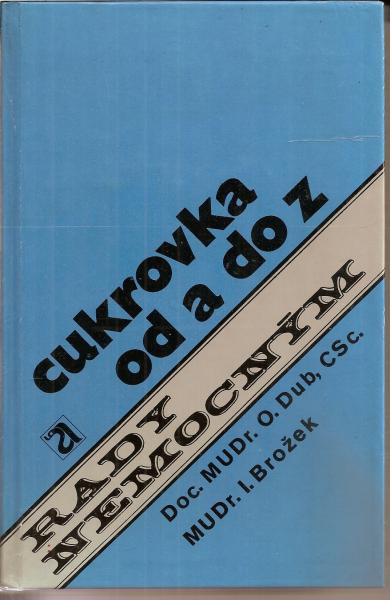 cukrovka
od a do z
a
RADY
NEMOCNÝM
Doc. MUDr. O. Dub, CSc.
MUDr. I. Brožek